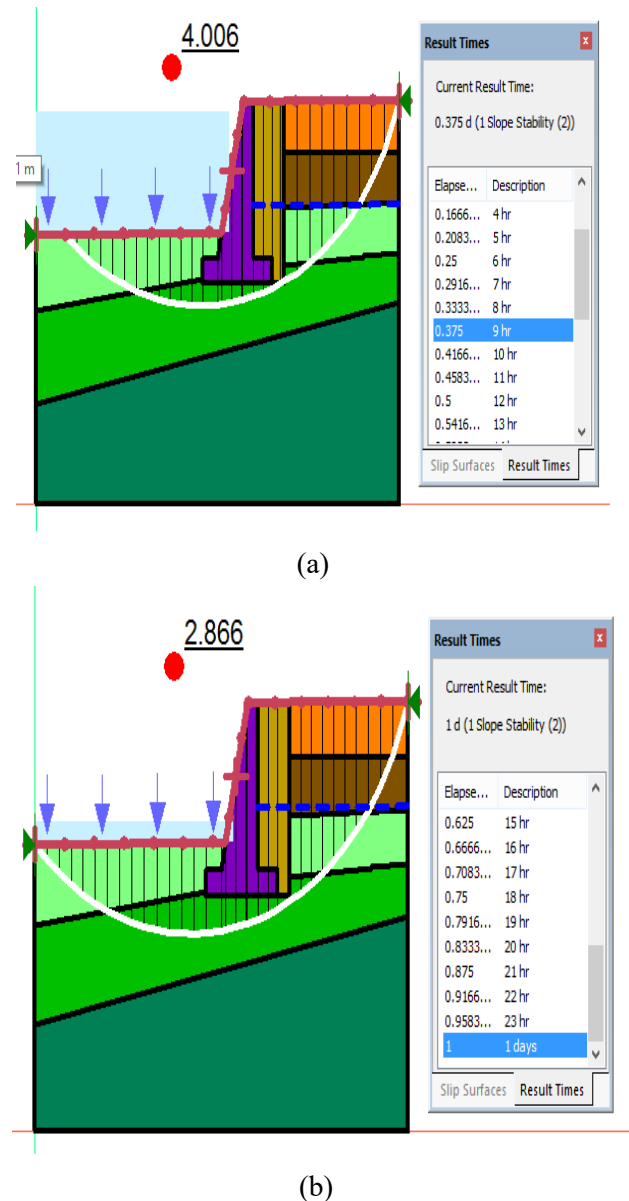 4.006
Result Times
x
Current Result Time:
0.375 d (1 Slope Stability (2))
1 m
Elapse... Description
0.1666... 4 hr
0.2083... 5 hr
0.25 6 hr
0.2916... 7 hr
0.3333... 8 hr
0.375 9 hr
0.4166... 10 hr
0.4583... 11 hr
0.5 12 hr
0.5416... 13 hr
Slip Surfaces Result Times
(a)
2.866
Result Times
x
Current Result Time:
1 d (1 Slope Stability (2))
Elapse... Description
0.625 15 hr
0.6666... 16 hr
0.7083... 17 hr
0.75 18 hr
0.7916... 19 hr
0.8333... 20 hr
0.875 21 hr
0.9166... 22 hr
0.9583... 23 hr
1 1 days
Slip Surfaces Result Times
(b)